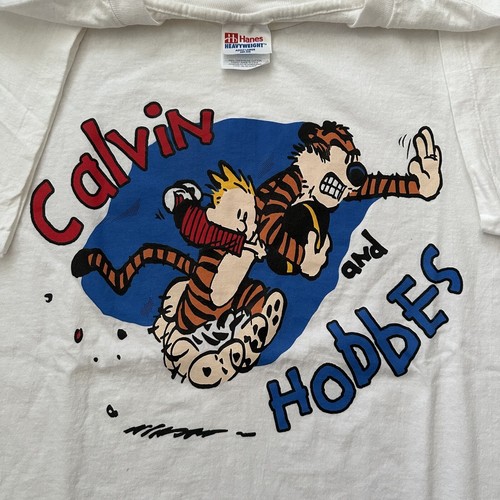 Hanes
HEAVYWEIGHT
Calvin
and
HobbEs